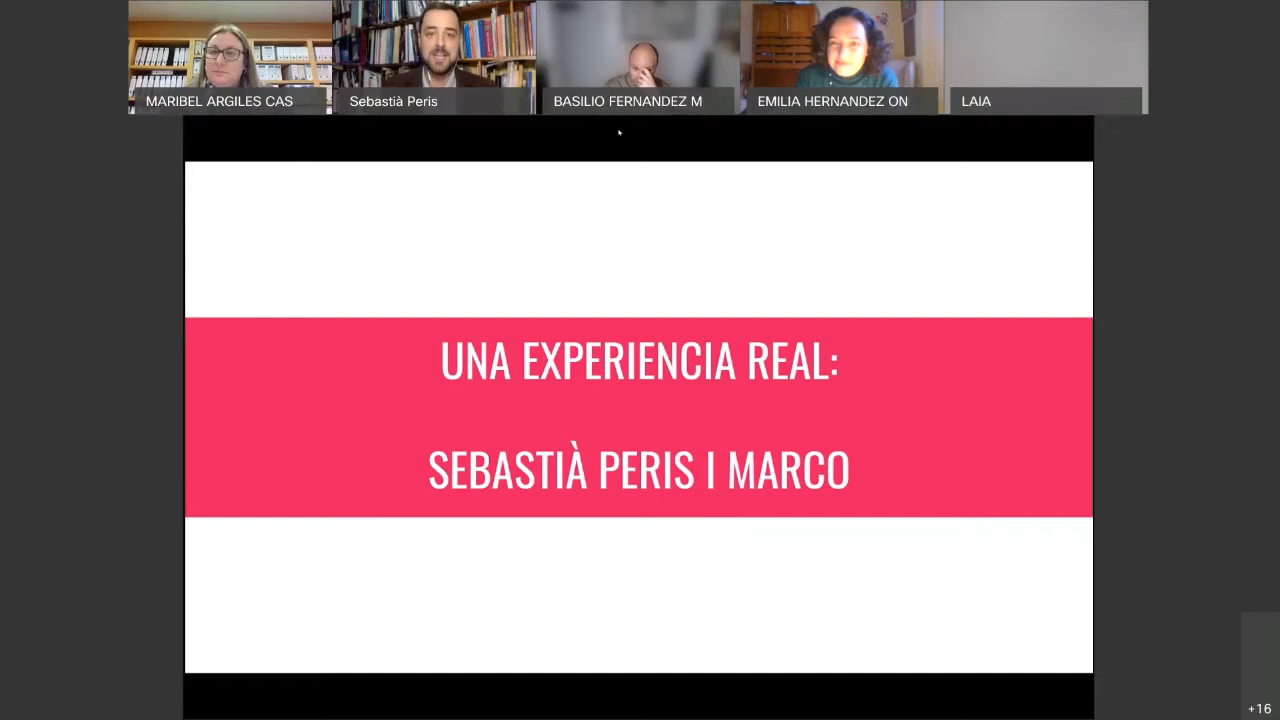 MARIBEL ARGILES CAS
Sebastià Peris
BASILIO FERNANDEZ M
EMILIA HERNANDEZ ON
LAIA
UNA EXPERIENCIA REAL:
SEBASTIÀ PERIS I MARCO
+16